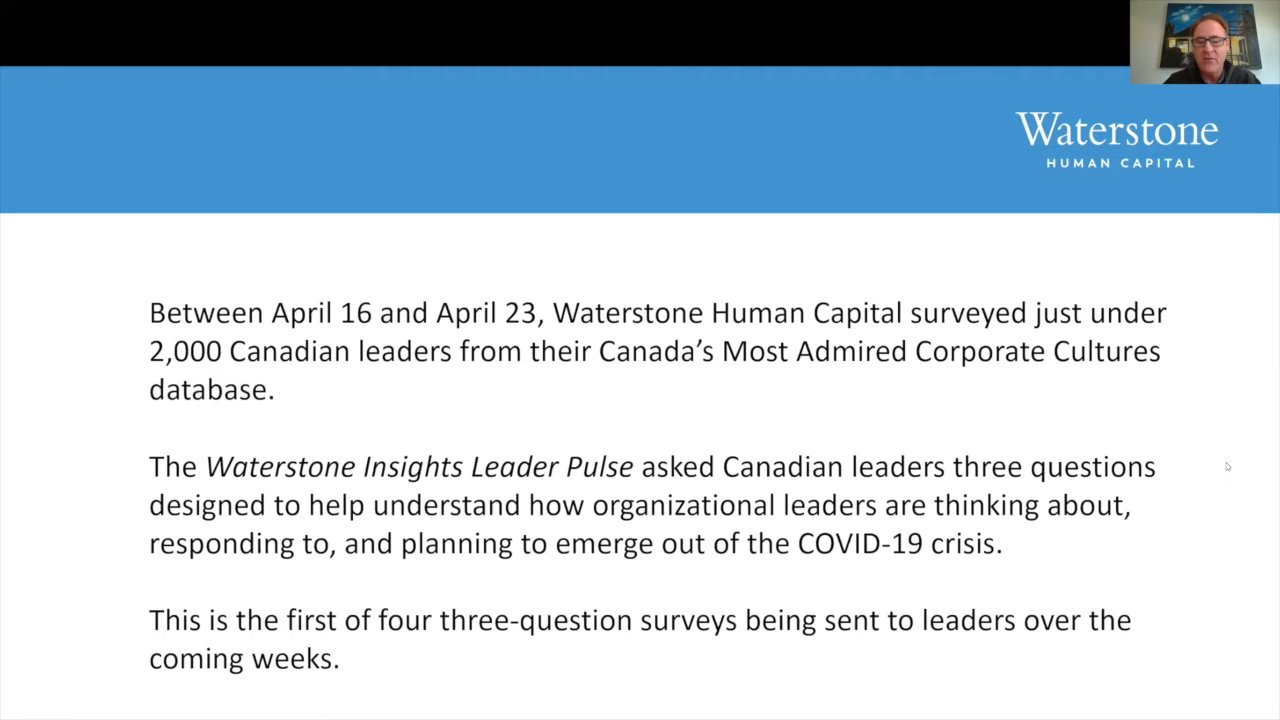 Waterstone
HUMAN CAPITAL
Between April 16 and April 23, Waterstone Human Capital surveyed just under
2,000 Canadian leaders from their Canada’s Most Admired Corporate Cultures
database.
The Waterstone Insights Leader Pulse asked Canadian leaders three questions
designed to help understand how organizational leaders are thinking about,
responding to, and planning to emerge out of the COVID-19 crisis.
This is the first of four three-question surveys being sent to leaders over the
coming weeks.